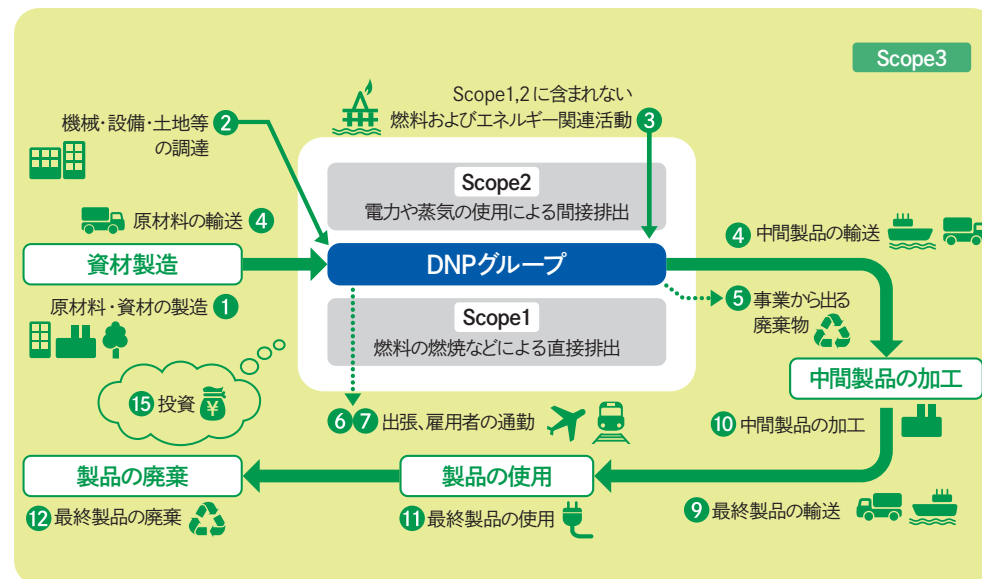 Scope3
Scope1,2に含まれない
燃料およびエネルギー関連活動 3
機械・設備・土地等 2
の調達
Scope2
電力や蒸気の使用による間接排出
原材料の輸送 4
4 中間製品の輸送
資材製造
DNPグループ
原材料・資材の製造 1
5 事業から出る
廃棄物
Scope1
燃料の燃焼などによる直接排出
中間製品の加工
15 投資 ¥
6 7 出張、雇用者の通勤
10 中間製品の加工
製品の廃棄
製品の使用
12 最終製品の廃棄
11 最終製品の使用
9 最終製品の輸送